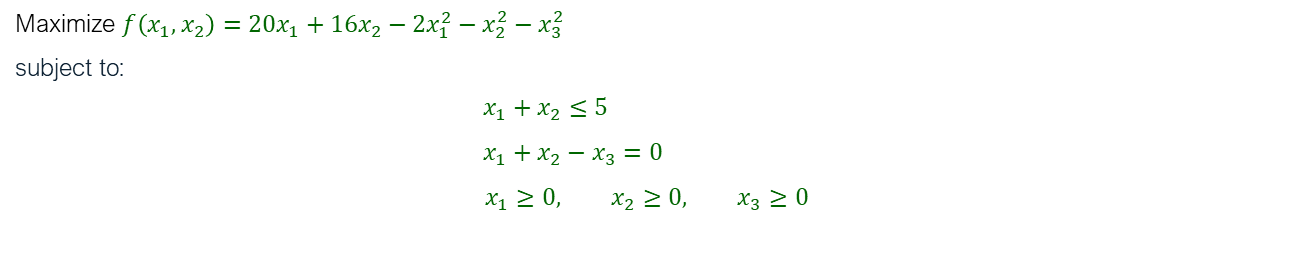 Maximize f(x₁, x₂) = 20x₁ + 16x₂ − 2x₁² − x₂² − x₃²
subject to:
x₁ + x₂ ≤ 5
x₁ + x₂ − x₃ = 0
x₁ ≥ 0, x₂ ≥ 0, x₃ ≥ 0